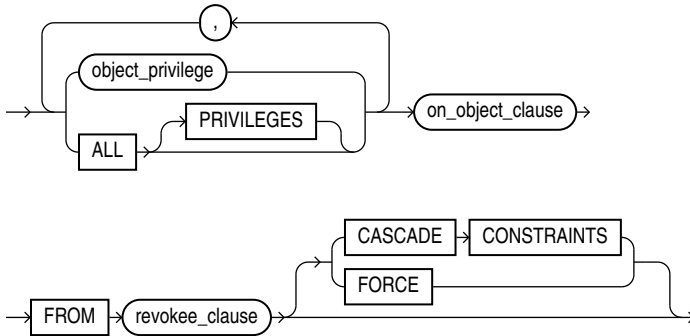 ,
object_privilege
PRIVILEGES
ALL
on_object_clause
CASCADE CONSTRAINTS
FORCE
FROM revokee_clause